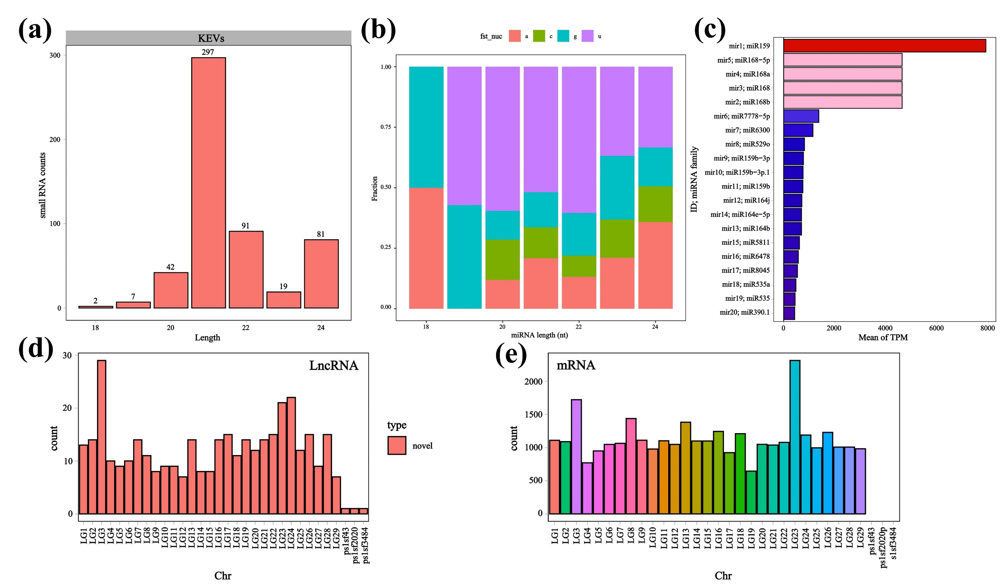 (a)
KEVs
300
200
100
0
297
91
81
42
19
7
2
18
20
22
24
small RNA counts
Length
(b)
fst_nuc a c g u
1.00
0.75
0.50
0.25
0.00
18
20
22
24
Fraction
miRNA length (nt)
(c)
mir1; miR159
mir5; miR168−5p
mir4; miR168a
mir3; miR168
mir2; miR168b
mir6; miR7778−5p
mir7; miR6300
mir8; miR529o
mir9; miR159b−3p
mir10; miR159b−3p.1
mir11; miR159b
mir12; miR164j
mir14; miR164e−5p
mir13; miR164b
mir15; miR5811
mir16; miR6478
mir17; miR8045
mir18; miR535a
mir19; miR535
mir20; miR390.1
ID; miRNA family
0
2000
4000
6000
8000
Mean of TPM
(d)
LncRNA
30
20
10
0
count
LG1
LG2
LG3
LG4
LG5
LG6
LG7
LG8
LG9
LG10
LG11
LG12
LG13
LG14
LG15
LG16
LG17
LG18
LG19
LG20
LG21
LG22
LG23
LG24
LG25
LG26
LG27
LG28
LG29
ps1sf43
ps1sf2020
ps1sf3484
Chr
type
novel
(e)
mRNA
2000
1500
1000
500
0
count
LG1
LG2
LG3
LG4
LG5
LG6
LG7
LG8
LG9
LG10
LG11
LG12
LG13
LG14
LG15
LG16
LG17
LG18
LG19
LG20
LG21
LG22
LG23
LG24
LG25
LG26
LG27
LG28
LG29
ps1sf43
ps1sf2020p
s1sf3484
Chr